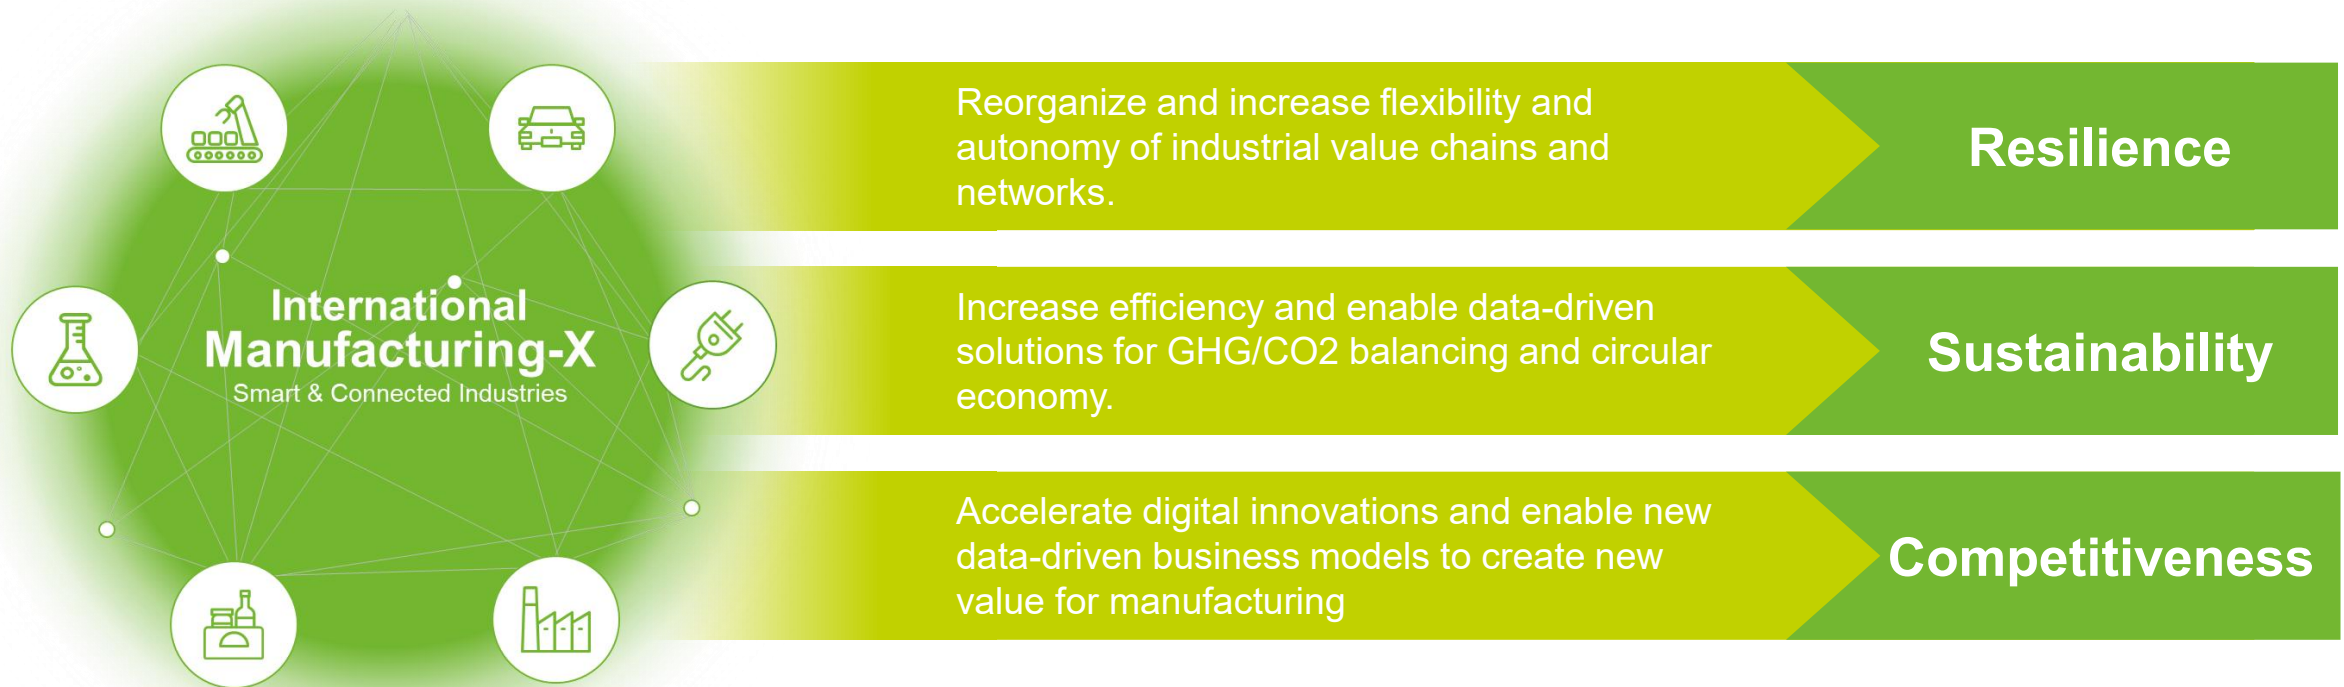 International
Manufacturing-X
Smart & Connected Industries
Reorganize and increase flexibility and
autonomy of industrial value chains and
networks.
Resilience
Increase efficiency and enable data-driven
solutions for GHG/CO2 balancing and circular
economy.
Sustainability
Accelerate digital innovations and enable new
data-driven business models to create new
value for manufacturing
Competitiveness